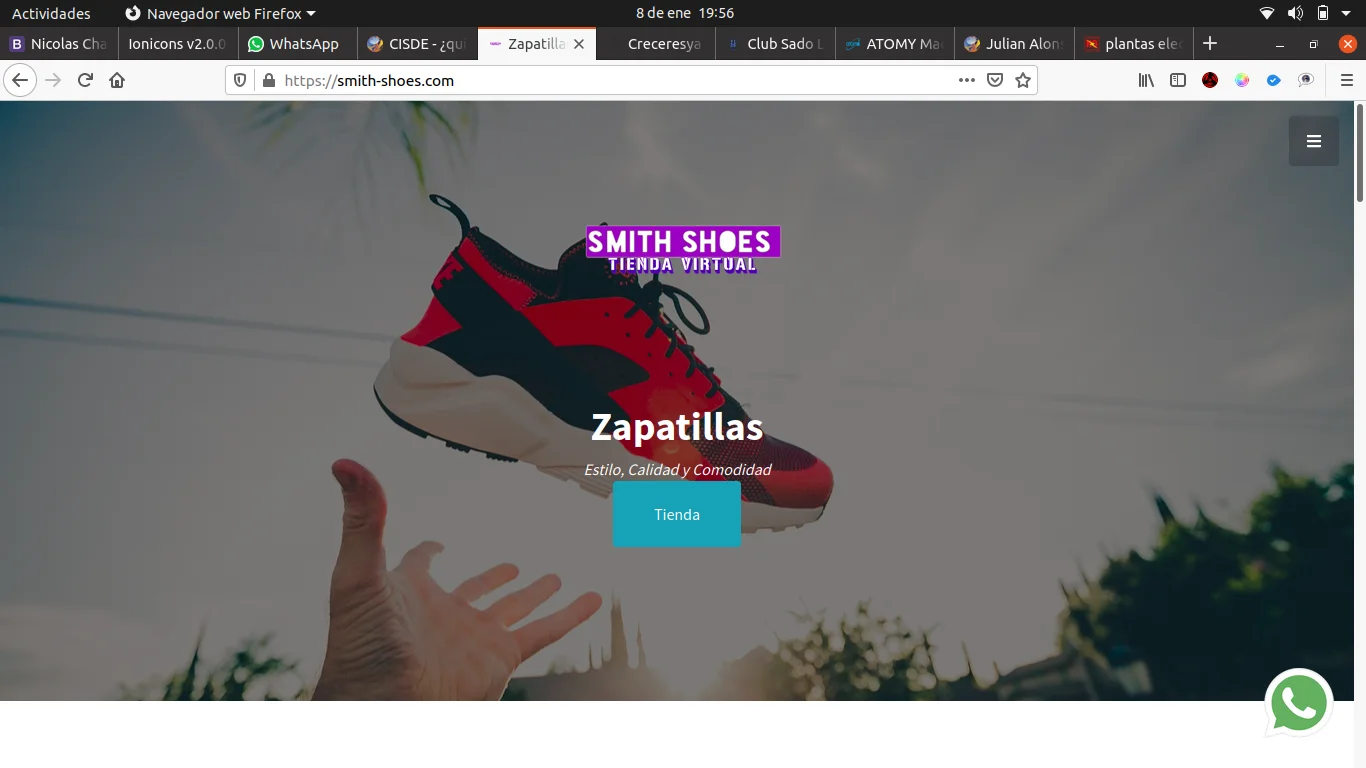 Actividades
Navegador web Firefox
8 de ene 19:56
Nicolas Cha
Ionicons v2.0.0
WhatsApp
CISDE - ¿qu
Zapatilla
Creceresya
Club Sado L
ATOMY Ma
Julian Alon
plantas ele
https://smith-shoes.com
SMITH SHOES
TIENDA VIRTUAL
Zapatillas
Estilo, Calidad y Comodidad
Tienda